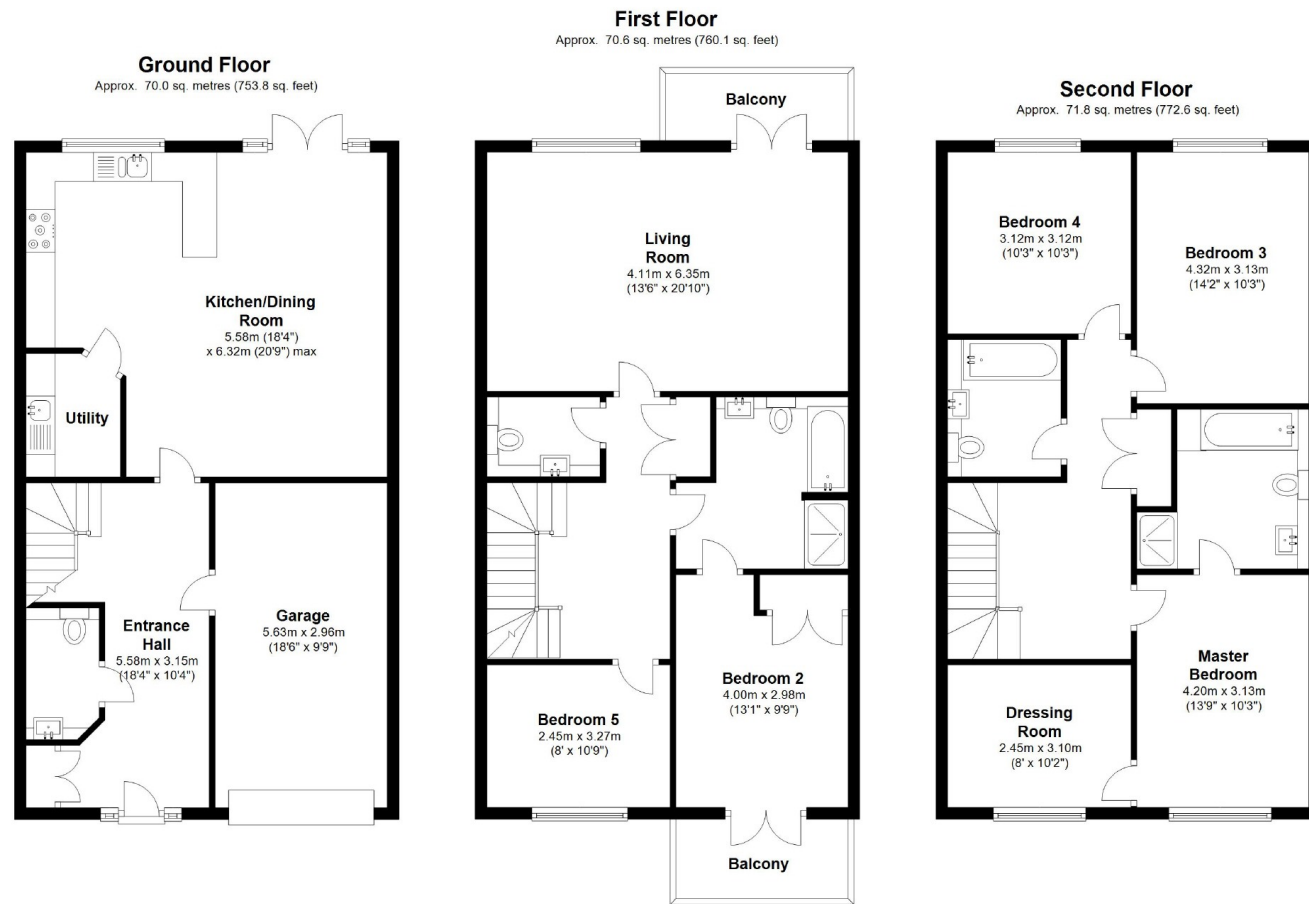 Ground Floor
Approx. 70.0 sq. metres (753.8 sq. feet)
Kitchen/Dining
Room
5.58m (18'4")
x 6.32m (20'9") max
Utility
Entrance
Hall
5.58m x 3.15m
(18'4" x 10'4")
Garage
5.63m x 2.96m
(18'6" x 9'9")
First Floor
Approx. 70.6 sq. metres (760.1 sq. feet)
Balcony
Living
Room
4.11m x 6.35m
(13'6" x 20'10")
Bedroom 5
2.45m x 3.27m
(8' x 10'9")
Bedroom 2
4.00m x 2.98m
(13'1" x 9'9")
Balcony
Second Floor
Approx. 71.8 sq. metres (772.6 sq. feet)
Bedroom 4
3.12m x 3.12m
(10'3" x 10'3")
Bedroom 3
4.32m x 3.13m
(14'2" x 10'3")
Master
Bedroom
4.20m x 3.13m
(13'9" x 10'3")
Dressing
Room
2.45m x 3.10m
(8' x 10'2")